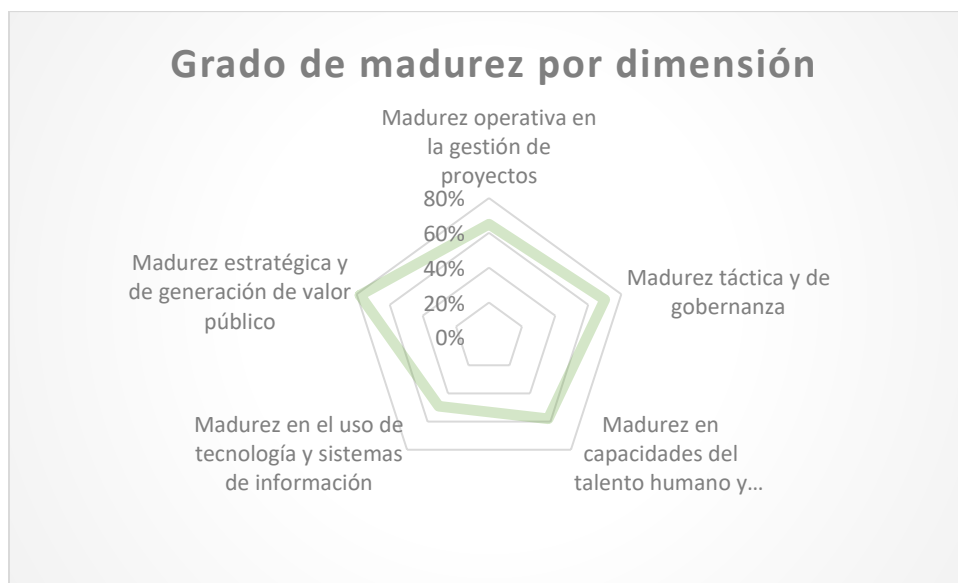 Grado de madurez por dimensión
Madurez operativa en
la gestión de
proyectos
80%
60%
40%
20%
0%
Madurez táctica y de
gobernanza
Madurez en
capacidades del
talento humano y...
Madurez en el uso de
tecnología y sistemas
de información
Madurez estratégica y
de generación de valor
público